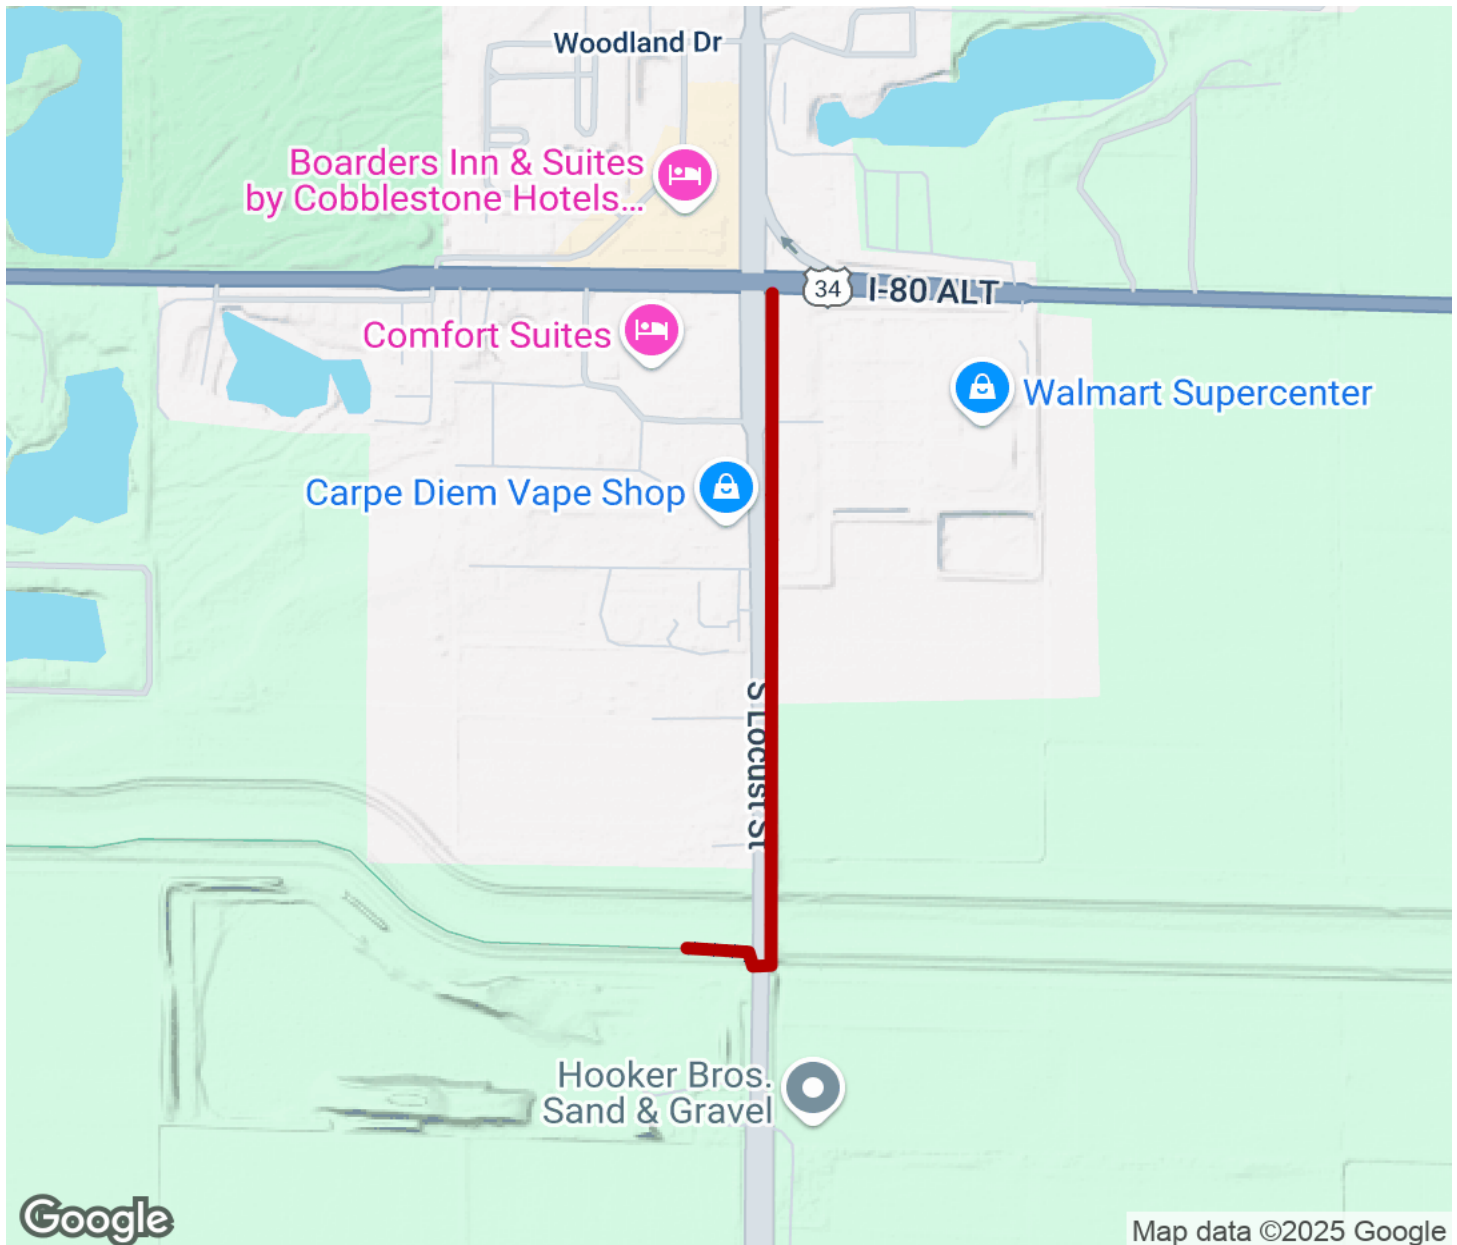 Woodland Dr
Boarders Inn & Suites
by Cobblestone Hotels...
34
I-80 ALT
Comfort Suites
Walmart Supercenter
Carpe Diem Vape Shop
S Locust St
Hooker Bros.
Sand & Gravel
Google
Map data ©2025 Google